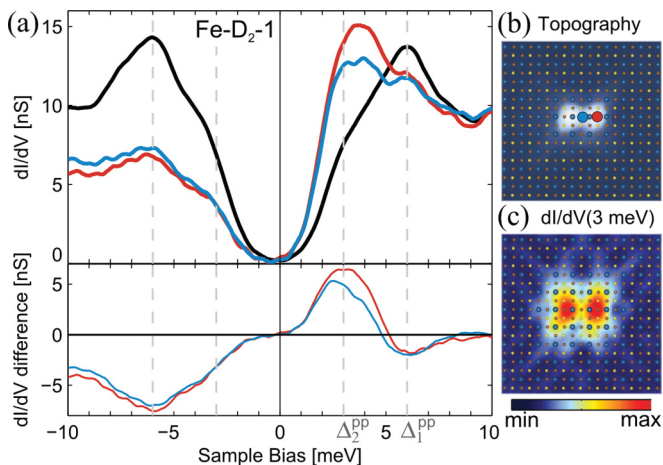 (a)
Fe-D₂-1
15
10
5
0
dI/dV [nS]
5
0
−5
dI/dV difference [nS]
−10
−5
0
5
10
Δ₂ᵖᵖ
Δ₁ᵖᵖ
Sample Bias [meV]
(b)
Topography
(c)
dI/dV(3 meV)
min
max